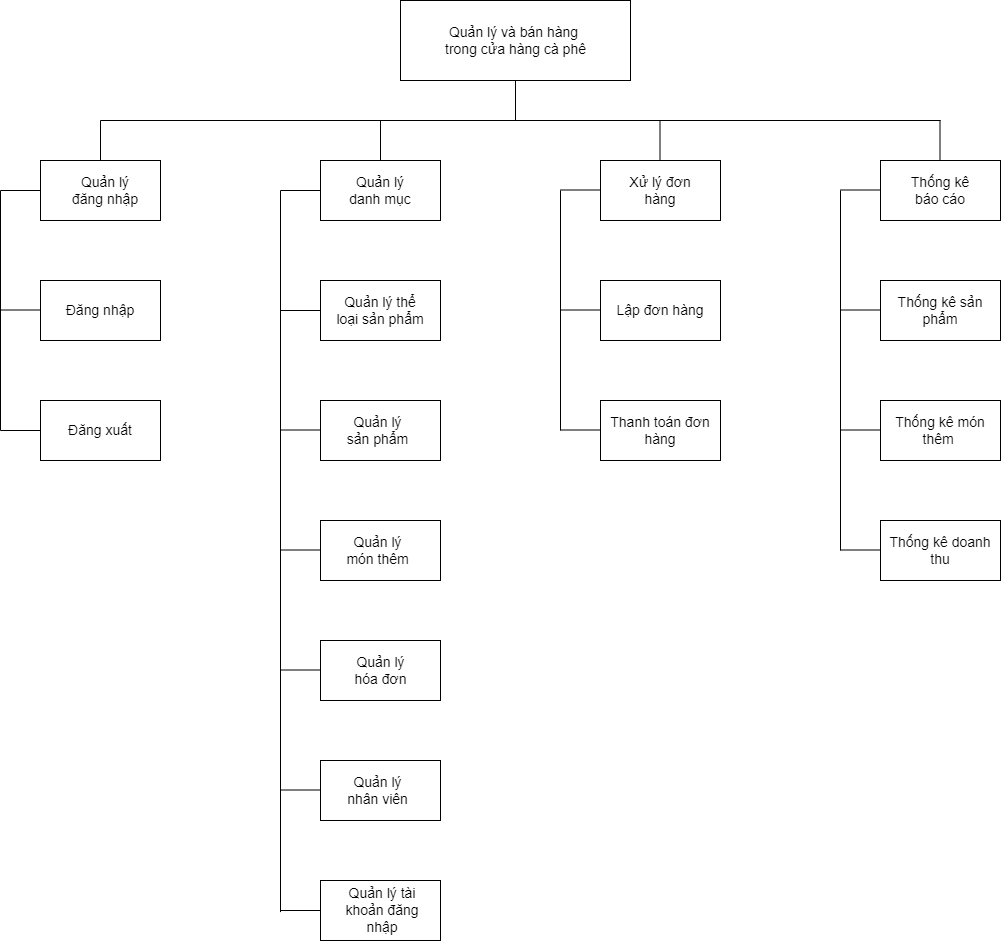 Quản lý và bán hàng
trong cửa hàng cà phê
Quản lý
đăng nhập
Đăng nhập
Đăng xuất
Quản lý
danh mục
Quản lý thể
loại sản phẩm
Quản lý
sản phẩm
Quản lý
món thêm
Quản lý
hóa đơn
Quản lý
nhân viên
Quản lý tài
khoản đăng
nhập
Xử lý đơn
hàng
Lập đơn hàng
Thanh toán đơn
hàng
Thống kê
báo cáo
Thống kê sản
phẩm
Thống kê món
thêm
Thống kê doanh
thu